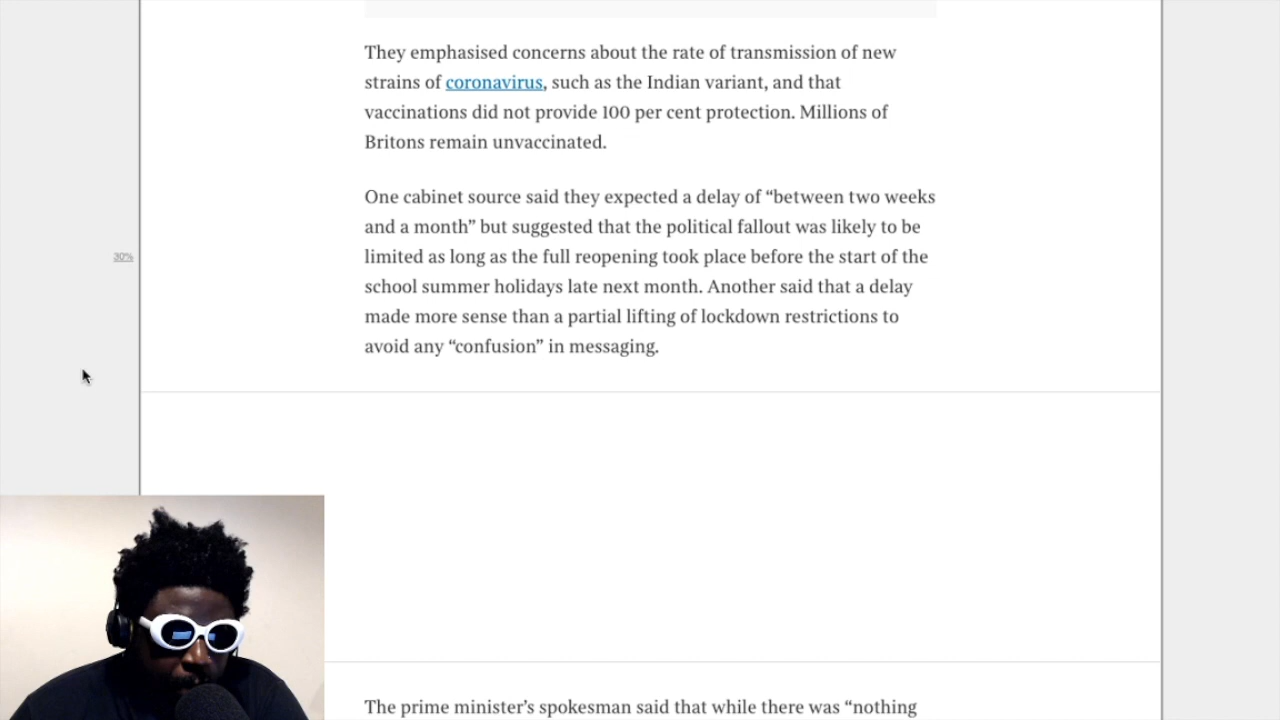 They emphasised concerns about the rate of transmission of new
strains of coronavirus, such as the Indian variant, and that
vaccinations did not provide 100 per cent protection. Millions of
Britons remain unvaccinated.
One cabinet source said they expected a delay of “between two weeks
and a month” but suggested that the political fallout was likely to be
limited as long as the full reopening took place before the start of the
30%
school summer holidays late next month. Another said that a delay
made more sense than a partial lifting of lockdown restrictions to
avoid any “confusion” in messaging.
The prime minister’s spokesman said that while there was “nothing